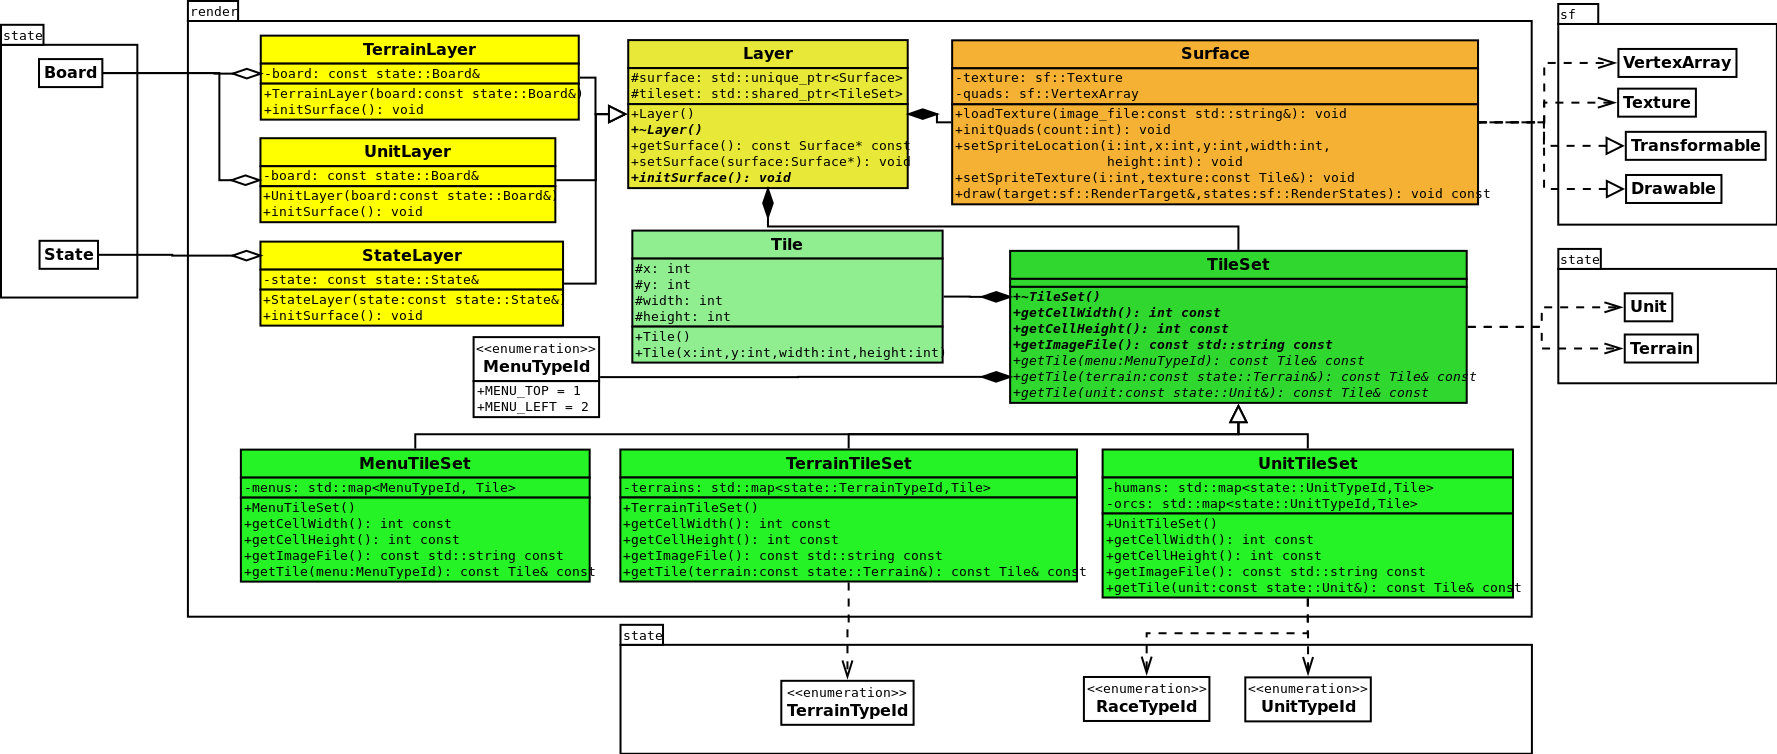 state
Board
State
render
TerrainLayer
-board: const state::Board&
+TerrainLayer(board:const state::Board&)
+initSurface(): void
UnitLayer
-board: const state::Board&
+UnitLayer(board:const state::Board&)
+initSurface(): void
StateLayer
-state: const state::State&
+StateLayer(state:const state::State&)
+initSurface(): void
Layer
#surface: std::unique_ptr<Surface>
#tileset: std::shared_ptr<TileSet>
+Layer()
+~Layer()
+getSurface(): const Surface* const
+setSurface(surface:Surface*): void
+initSurface(): void
Surface
-texture: sf::Texture
-quads: sf::VertexArray
+loadTexture(image_file:const std::string&): void
+initQuads(count:int): void
+setSpriteLocation(i:int,x:int,y:int,width:int,
height:int): void
+setSpriteTexture(i:int,texture:const Tile&): void
+draw(target:sf::RenderTarget&,states:sf::RenderStates): void const
sf
VertexArray
Texture
Transformable
Drawable
Tile
#x: int
#y: int
#width: int
#height: int
+Tile()
+Tile(x:int,y:int,width:int,height:int)
TileSet
+~TileSet()
+getCellWidth(): int const
+getCellHeight(): int const
+getImageFile(): const std::string const
+getTile(menu:MenuTypeId): const Tile& const
+getTile(terrain:const state::Terrain&): const Tile& const
+getTile(unit:const state::Unit&): const Tile& const
state
Unit
Terrain
<<enumeration>>
MenuTypeId
+MENU_TOP = 1
+MENU_LEFT = 2
MenuTileSet
-menus: std::map<MenuTypeId, Tile>
+MenuTileSet()
+getCellWidth(): int const
+getCellHeight(): int const
+getImageFile(): const std::string const
+getTile(menu:MenuTypeId): const Tile& const
TerrainTileSet
-terrains: std::map<state::TerrainTypeId,Tile>
+TerrainTileSet()
+getCellWidth(): int const
+getCellHeight(): int const
+getImageFile(): const std::string const
+getTile(terrain:const state::Terrain&): const Tile& const
UnitTileSet
-humans: std::map<state::UnitTypeId,Tile>
-orcs: std::map<state::UnitTypeId,Tile>
+UnitTileSet()
+getCellWidth(): int const
+getCellHeight(): int const
+getImageFile(): const std::string const
+getTile(unit:const state::Unit&): const Tile& const
state
<<enumeration>>
TerrainTypeId
<<enumeration>>
RaceTypeId
<<enumeration>>
UnitTypeId